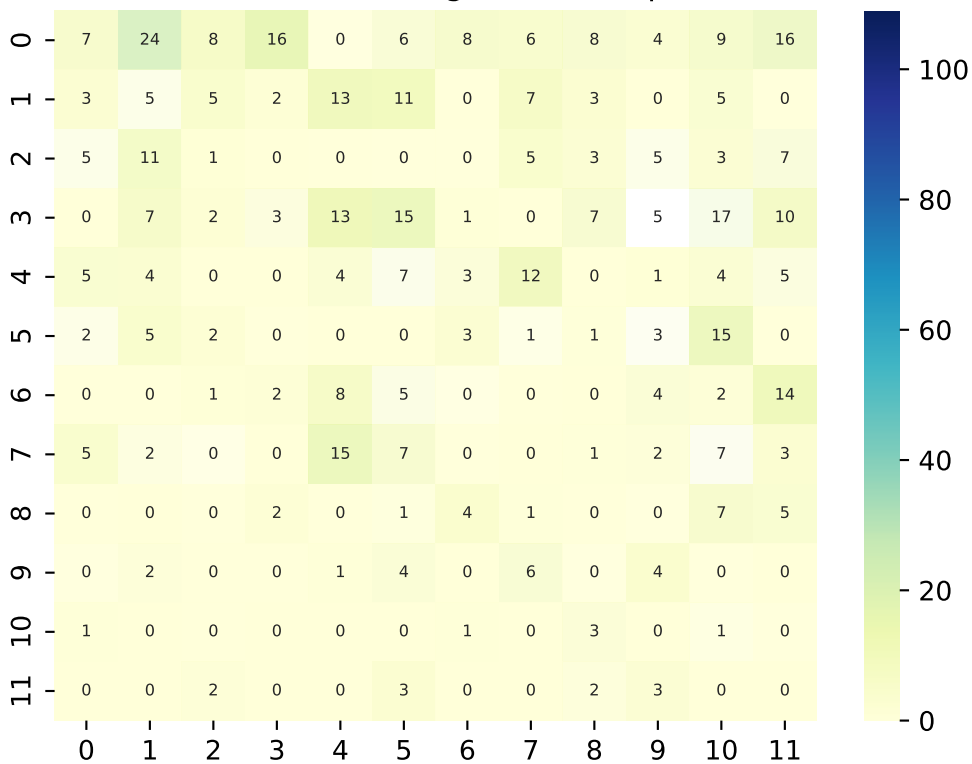 0 7 24 8 16 0 6 8 6 8 4 9 16
1 3 5 5 2 13 11 0 7 3 0 5 0
2 5 11 1 0 0 0 0 5 3 5 3 7
3 0 7 2 3 13 15 1 0 7 5 17 10
4 5 4 0 0 4 7 3 12 0 1 4 5
5 2 5 2 0 0 0 3 1 1 3 15 0
6 0 0 1 2 8 5 0 0 0 4 2 14
7 5 2 0 0 15 7 0 0 1 2 7 3
8 0 0 0 2 0 1 4 1 0 0 7 5
9 0 2 0 0 1 4 0 6 0 4 0 0
10 1 0 0 0 0 0 1 0 3 0 1 0
11 0 0 2 0 0 3 0 0 2 3 0 0
0 1 2 3 4 5 6 7 8 9 10 11
100
80
60
40
20
0